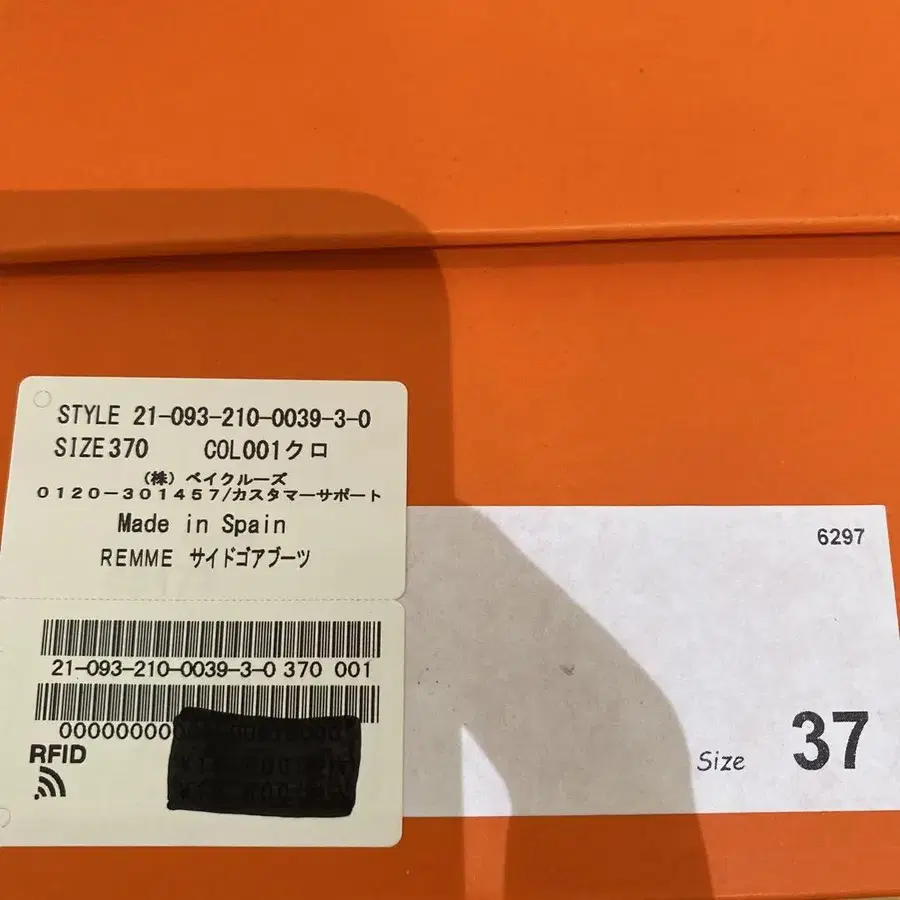 STYLE 21-093-210-0039-3-0
SIZE370 COL001クロ
(株) ベイクルーズ
0120-301457/カスタマーサポート
Made in Spain
REMME サイドゴアブーツ
21-093-210-0039-3-0 370 001
000000000
RFID
6297
Size 37